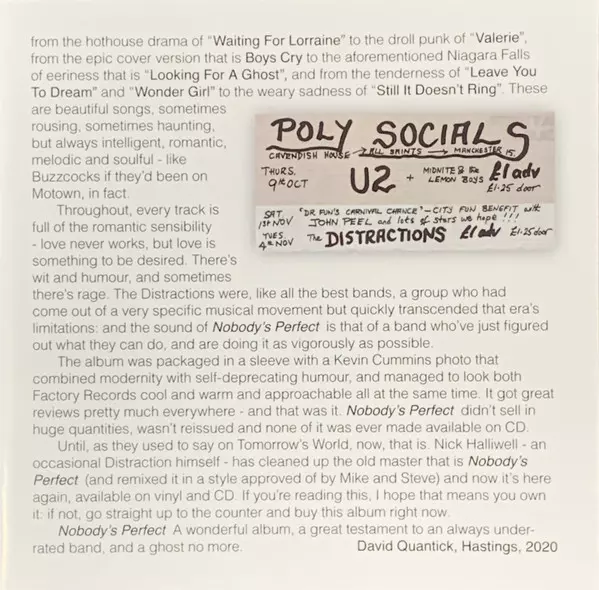 from the hothouse drama of "Waiting For Lorraine" to the droll punk of "Valerie",
from the epic cover version that is Boys Cry to the aforementioned Niagara Falls
of eeriness that is "Looking For A Ghost", and from the tenderness of "Leave You
To Dream" and "Wonder Girl" to the weary sadness of "Still It Doesn't Ring". These
are beautiful songs, sometimes
rousing, sometimes haunting,
but always intelligent, romantic,
melodic and soulful - like
Buzzcocks if they'd been on
Motown, in fact.
Throughout, every track is
full of the romantic sensibility
- love never works, but love is
something to be desired. There's
wit and humour, and sometimes
there's rage. The Distractions were, like all the best bands, a group who had
come out of a very specific musical movement but quickly transcended that era's
limitations: and the sound of Nobody's Perfect is that of a band who've just figured
out what they can do, and are doing it as vigorously as possible.
The album was packaged in a sleeve with a Kevin Cummins photo that
combined modernity with self-deprecating humour, and managed to look both
Factory Records cool and warm and approachable all at the same time. It got great
reviews pretty much everywhere - and that was it. Nobody's Perfect didn't sell in
huge quantities, wasn't reissued and none of it was ever made available on CD.
Until, as they used to say on Tomorrow's World, now, that is. Nick Halliwell - an
occasional Distraction himself - has cleaned up the old master that is Nobody's
Perfect (and remixed it in a style approved of by Mike and Steve) and now it's here
again, available on vinyl and CD. If you're reading this, I hope that means you own
it: if not, go straight up to the counter and buy this album right now.
Nobody's Perfect A wonderful album, a great testament to an always under-
rated band, and a ghost no more. David Quantick, Hastings, 2020
POLY SOCIALS
CAVENDISH HOUSE → ALL SAINTS → MANCHESTER 15.
THURS. 9th OCT U2 + MIDNITE & the LEMON BOYS £1 adv £1.25 door
SAT 1st NOV "DR FUN'S CARNIVAL CHANCE" - CITY FUN BENEFIT with
JOHN PEEL and lots of stars we hope !!!
TUES 4th NOV The DISTRACTIONS £1 adv £1.25 door